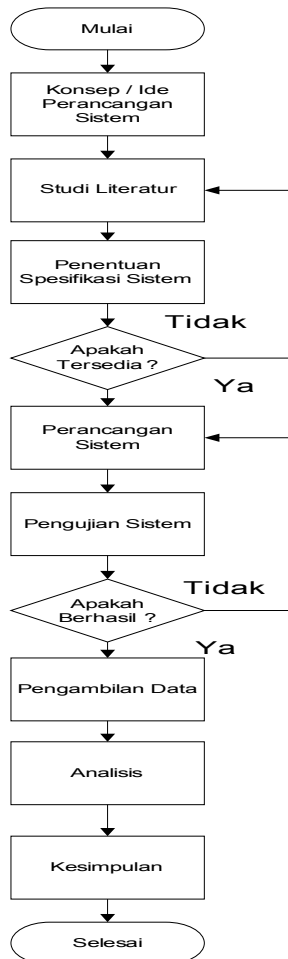 Mulai
Konsep / Ide
Perancangan
Sistem
Studi Literatur
Penentuan
Spesifikasi Sistem
Tidak
Apakah
Tersedia ?
Ya
Perancangan
Sistem
Pengujian Sistem
Tidak
Apakah
Berhasil ?
Ya
Pengambilan Data
Analisis
Kesimpulan
Selesai